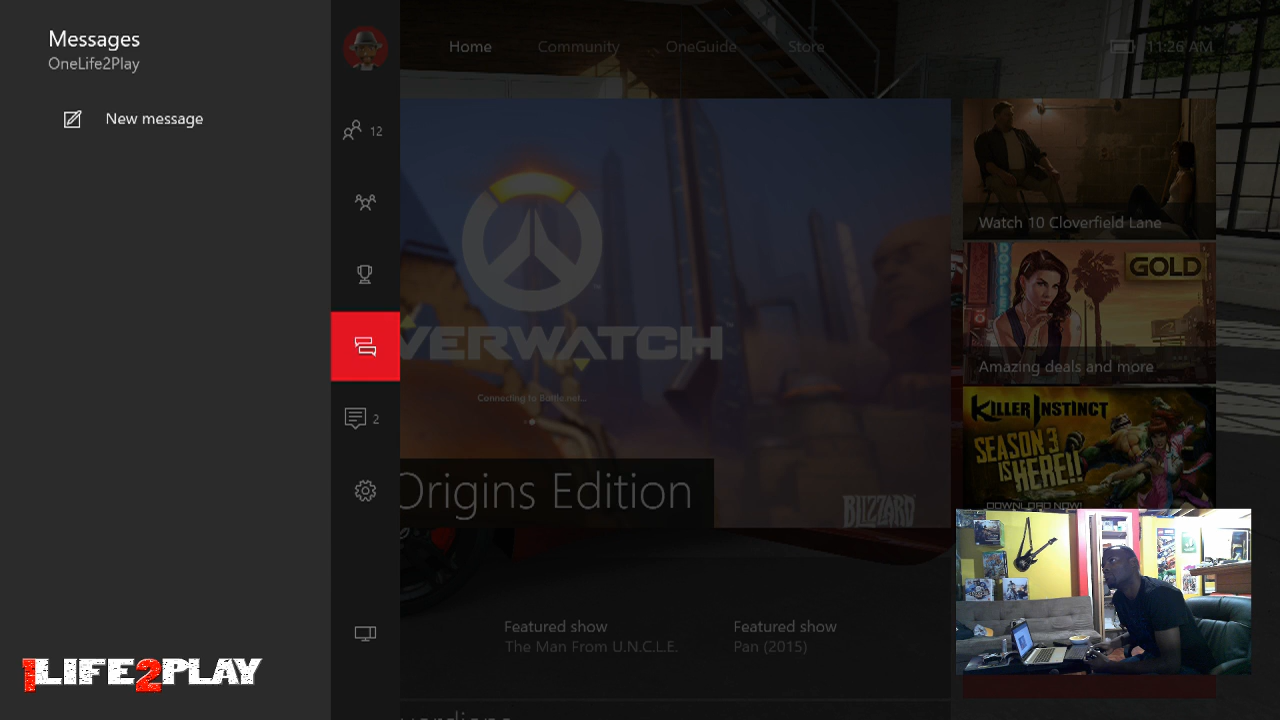 Messages
OneLife2Play
New message
12
2
Home
Community
OneGuide
Store
11:26 AM
VERWATCH
Connecting to Battle.net...
Origins Edition
BLIZZARD
Watch 10 Cloverfield Lane
GOLD
Amazing deals and more
KILLER INSTINCT
SEASON 3
IS HERE!!
DOWNLOAD NOW!
Featured show
The Man From U.N.C.L.E.
Featured show
Pan (2015)
1LIFE2PLAY